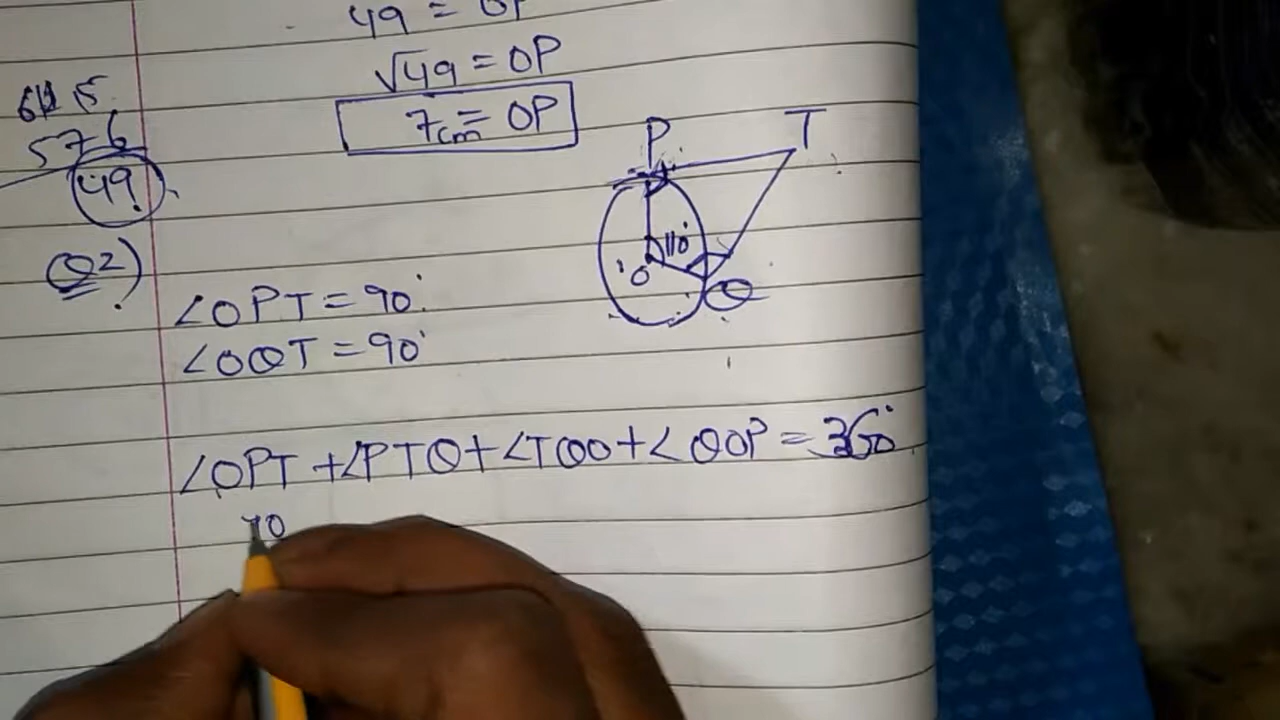 49 = OP
√49 = OP
7cm = OP
615
576
49
P
T
110°
O
Q
Q2)
∠OPT = 90°
∠OQT = 90°
∠OPT + ∠PTQ + ∠TQO + ∠QOP = 360°
90